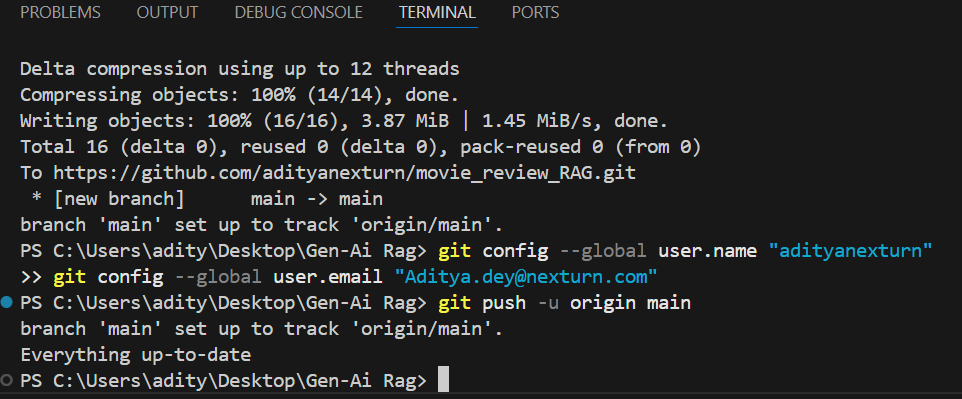 PROBLEMS OUTPUT DEBUG CONSOLE TERMINAL PORTS
Delta compression using up to 12 threads
Compressing objects: 100% (14/14), done.
Writing objects: 100% (16/16), 3.87 MiB | 1.45 MiB/s, done.
Total 16 (delta 0), reused 0 (delta 0), pack-reused 0 (from 0)
To https://github.com/adityanexturn/movie_review_RAG.git
 * [new branch]      main -> main
branch 'main' set up to track 'origin/main'.
PS C:\Users\adity\Desktop\Gen-Ai Rag> git config --global user.name "adityanexturn"
>> git config --global user.email "Aditya.dey@nexturn.com"
PS C:\Users\adity\Desktop\Gen-Ai Rag> git push -u origin main
branch 'main' set up to track 'origin/main'.
Everything up-to-date
PS C:\Users\adity\Desktop\Gen-Ai Rag>